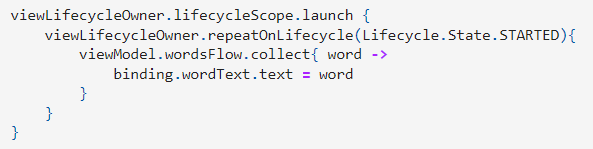 viewLifecycleOwner.lifecycleScope.launch {
    viewLifecycleOwner.repeatOnLifecycle(Lifecycle.State.STARTED){
        viewModel.wordsFlow.collect{ word ->
            binding.wordText.text = word
        }
    }
}